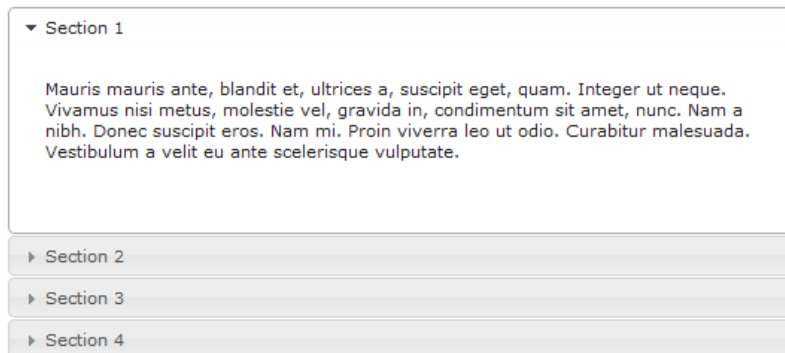 Section 1
Mauris mauris ante, blandit et, ultrices a, suscipit eget, quam. Integer ut neque.
Vivamus nisi metus, molestie vel, gravida in, condimentum sit amet, nunc. Nam a
nibh. Donec suscipit eros. Nam mi. Proin viverra leo ut odio. Curabitur malesuada.
Vestibulum a velit eu ante scelerisque vulputate.
Section 2
Section 3
Section 4